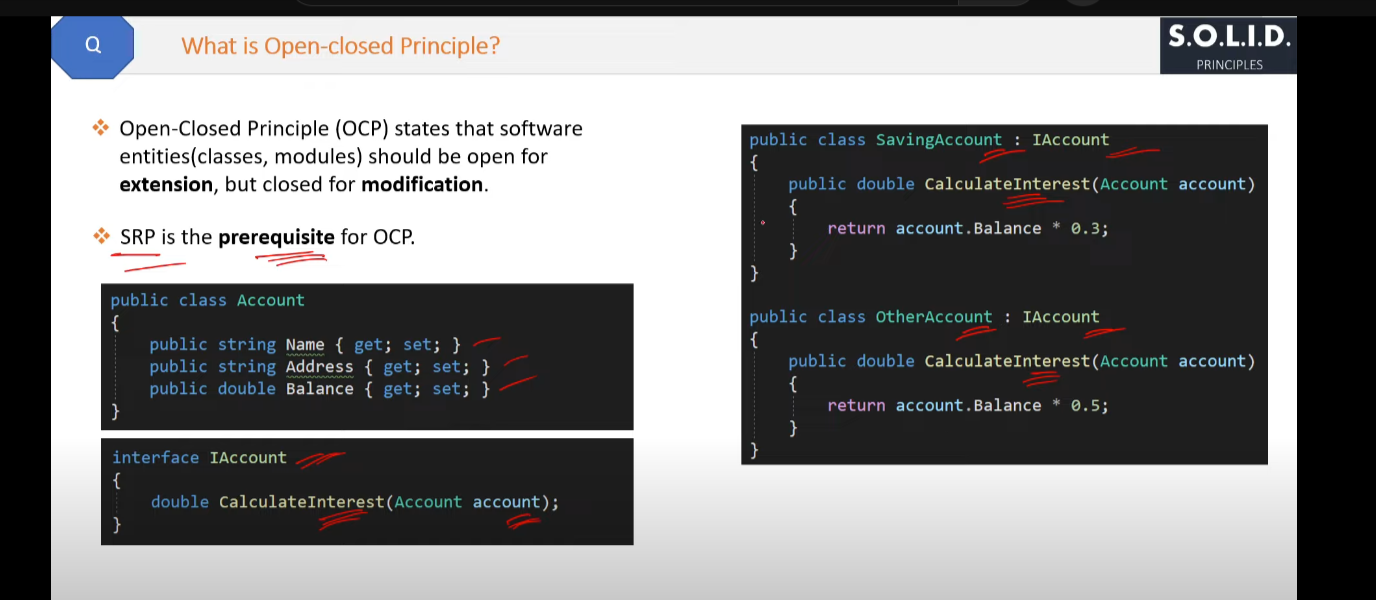 Q
What is Open-closed Principle?
S.O.L.I.D.
PRINCIPLES
Open-Closed Principle (OCP) states that software
entities(classes, modules) should be open for
extension, but closed for modification.
SRP is the prerequisite for OCP.
public class Account
{
public string Name { get; set; }
public string Address { get; set; }
public double Balance { get; set; }
}
interface IAccount
{
double CalculateInterest(Account account);
}
public class SavingAccount : IAccount
{
public double CalculateInterest(Account account)
{
return account.Balance * 0.3;
}
}
public class OtherAccount : IAccount
{
public double CalculateInterest(Account account)
{
return account.Balance * 0.5;
}
}